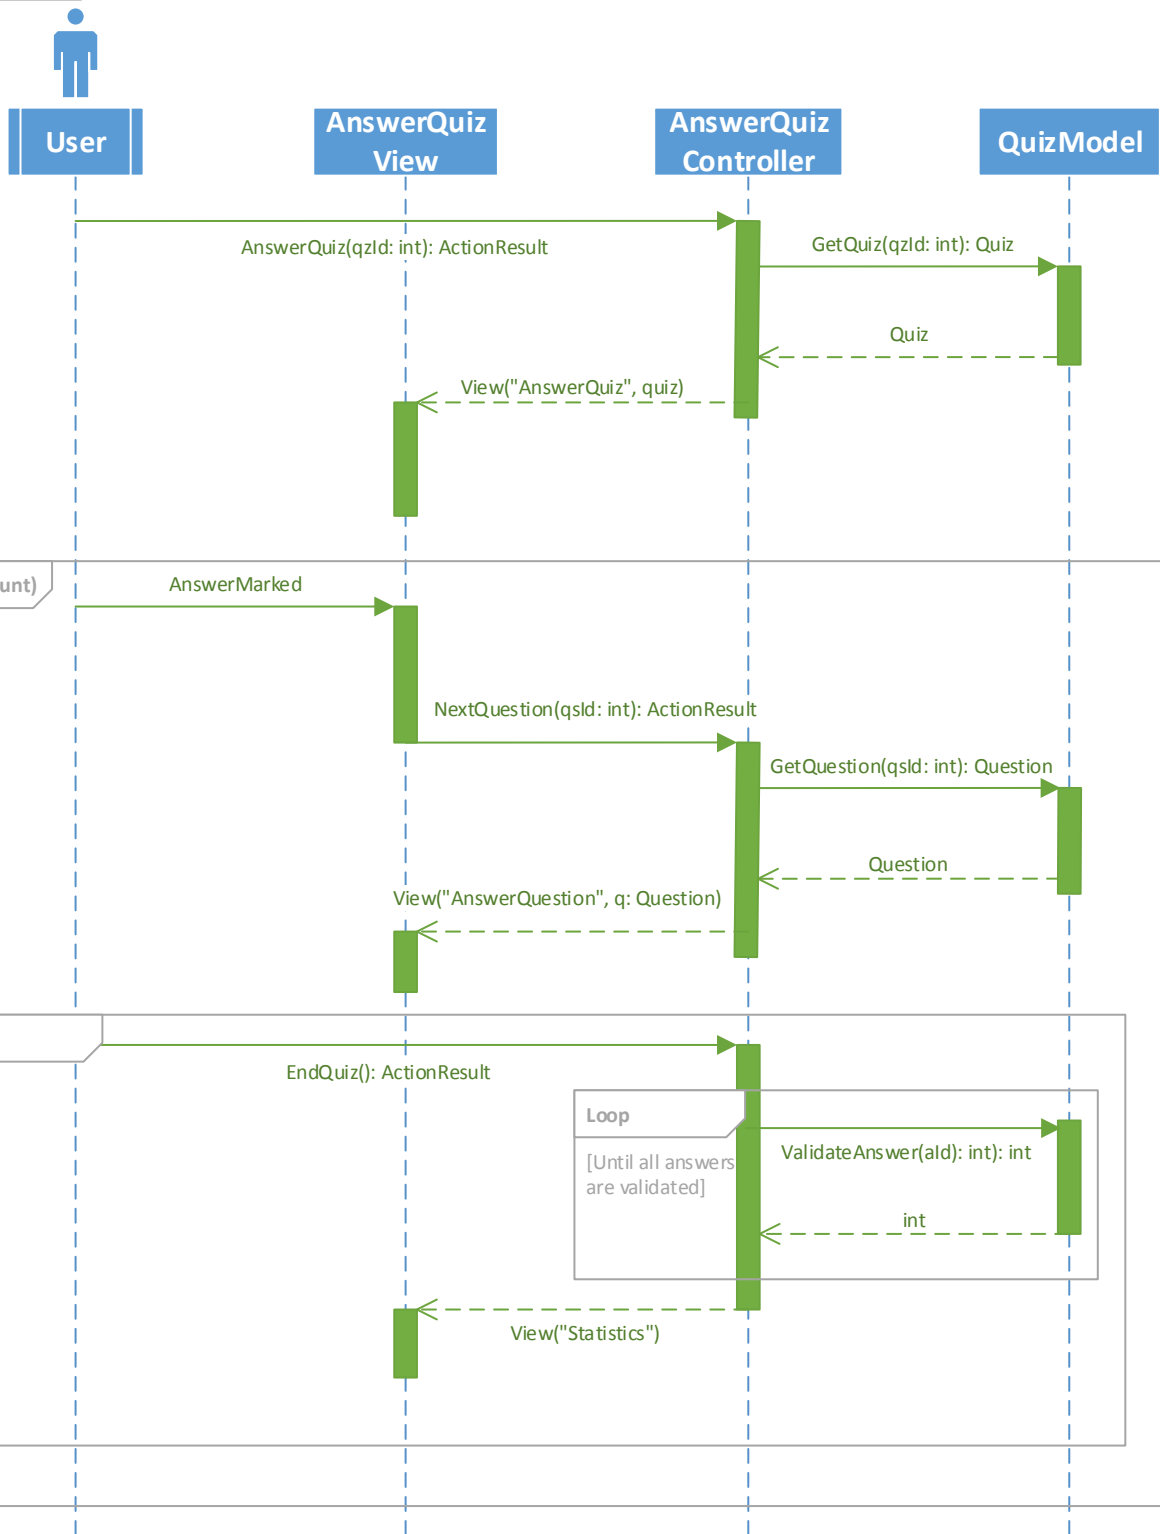 User
AnswerQuiz
View
AnswerQuiz
Controller
QuizModel
AnswerQuiz(qzId: int): ActionResult
GetQuiz(qzId: int): Quiz
Quiz
View("AnswerQuiz", quiz)
unt)
AnswerMarked
NextQuestion(qsId: int): ActionResult
GetQuestion(qsId: int): Question
Question
View("AnswerQuestion", q: Question)
EndQuiz(): ActionResult
Loop
[Until all answers
are validated]
ValidateAnswer(aId): int): int
int
View("Statistics")